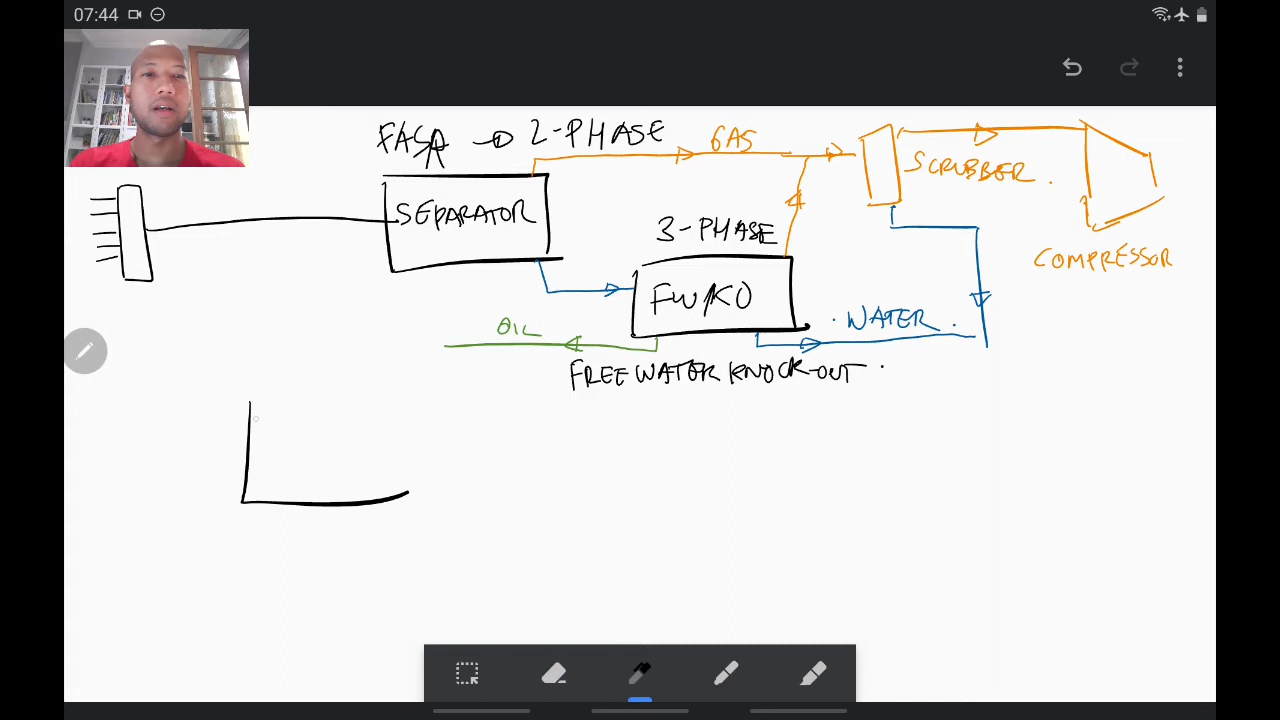 07:44
FASA → 2-PHASE
GAS
SCRUBBER.
SEPARATOR
3-PHASE
COMPRESSOR
FWKO
OIL
. WATER .
FREE WATER KNOCK-OUT .